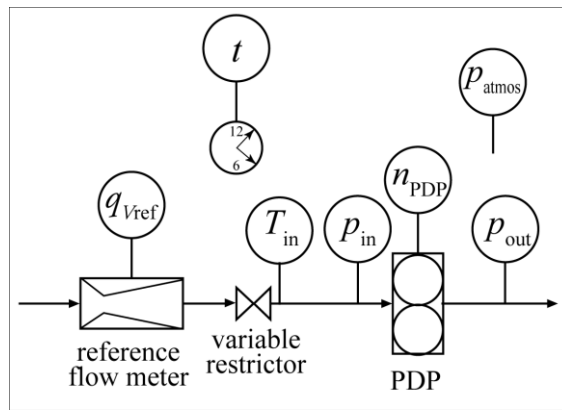 t
12
6
p_atmos
q_Vref
T_in
p_in
n_PDP
p_out
reference
flow meter
variable
restrictor
PDP